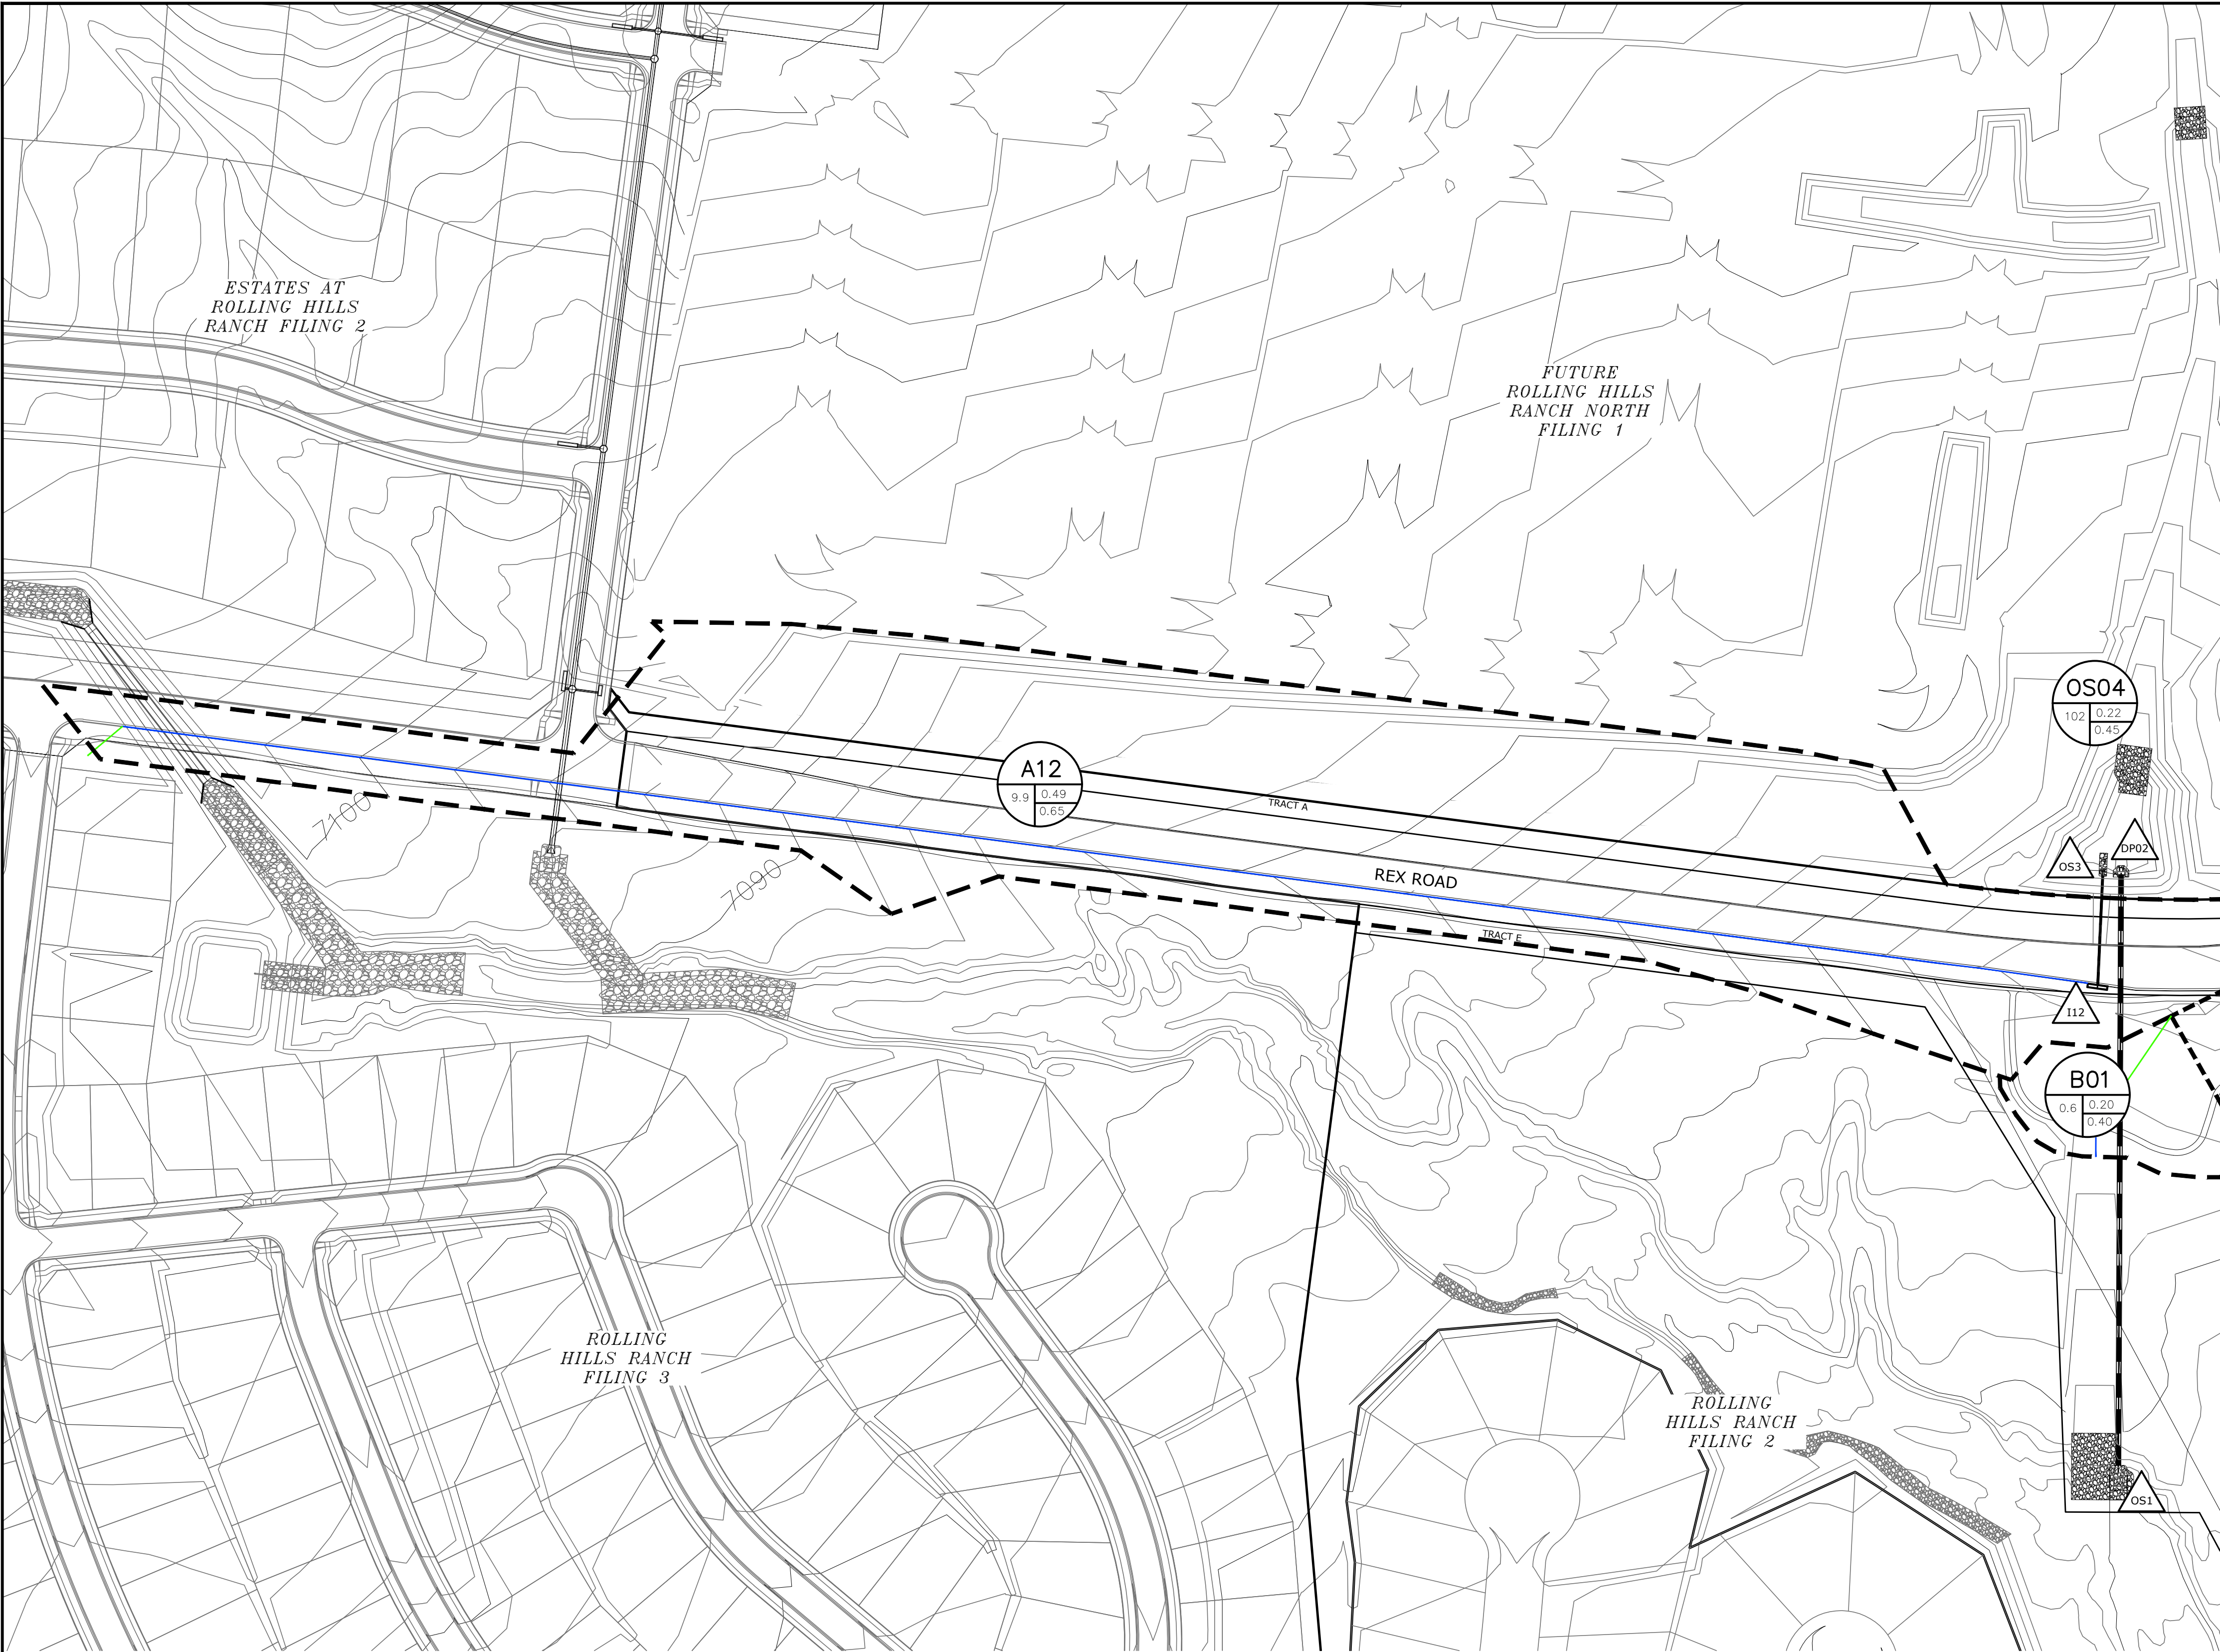 ESTATES AT
ROLLING HILLS
RANCH FILING 2
FUTURE
ROLLING HILLS
RANCH NORTH
FILING 1
OS04
102
0.22
0.45
A12
9.9
0.49
0.65
TRACT A
7100
7090
REX ROAD
TRACT E
OS3
DP02
I12
B01
0.6
0.20
0.40
ROLLING
HILLS RANCH
FILING 3
ROLLING
HILLS RANCH
FILING 2
OS1